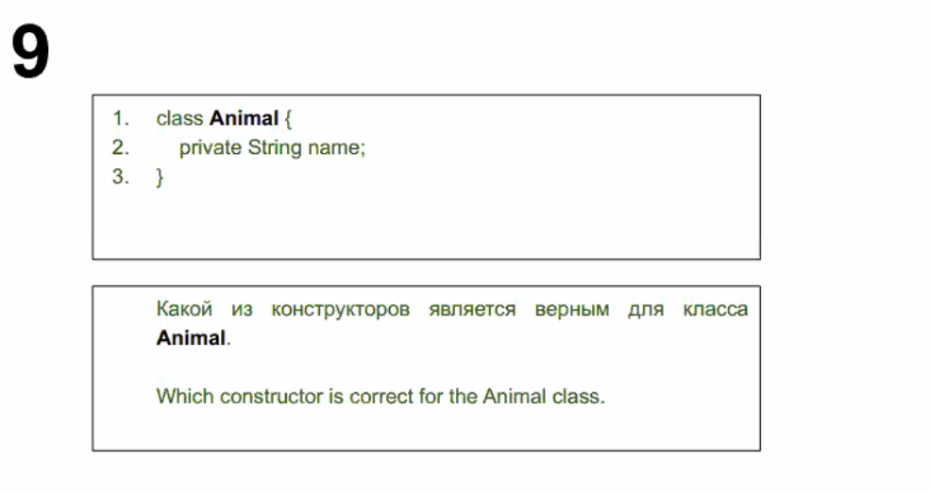 9
1. class Animal {
2. private String name;
3. }
Какой из конструкторов является верным для класса
Animal.
Which constructor is correct for the Animal class.